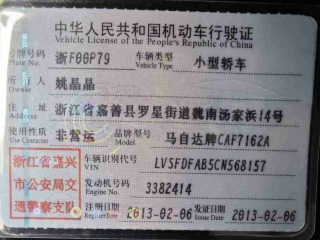 中华人民共和国机动车行驶证
Vehicle License of the People's Republic of China
号牌号码 浙F00P79 车辆类型 小型轿车
Plate No. Vehicle Type
所有人 姚晶晶
住址 浙江省嘉善县罗星街道魏南汤家浜14号
使用性质 非营运 品牌型号 马自达牌CAF7162A
浙江省嘉兴
市公安局交
通警察支队
车辆识别代号 LVSFDFAB5CN568157
VIN
发动机号码 3382414
Engine No.
注册日期 2013-02-06 发证日期 2013-02-06
Register Date Issue Date